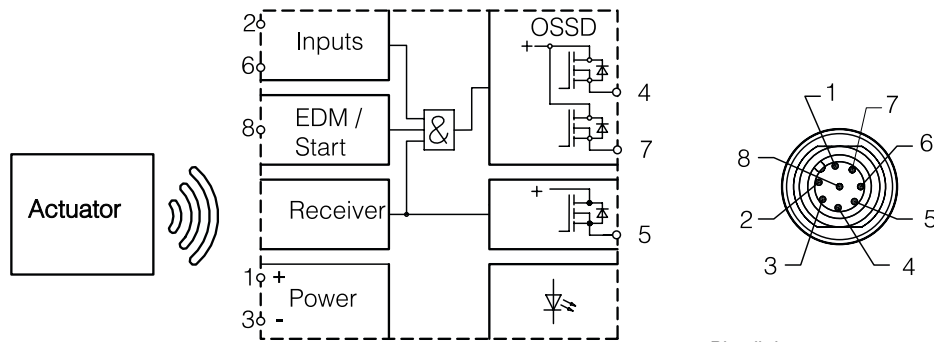 2
Inputs
6
OSSD
+
4
8
EDM /
Start
&
7
Actuator
Receiver
+
5
1 +
Power
3 -
1
7
8
6
2
5
3
4